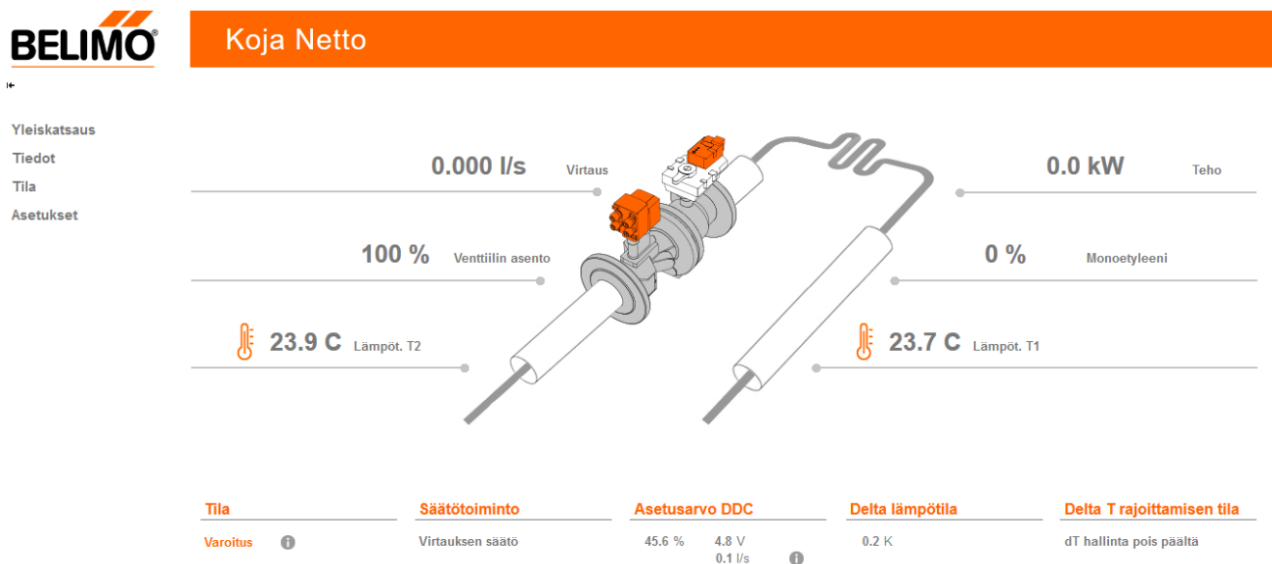 BELIMO®
Koja Netto
Yleiskatsaus
Tiedot
Tila
Asetukset
0.000 l/s Virtaus
0.0 kW Teho
100 % Venttiilin asento
0 % Monoetyleeni
23.9 C Lämpöt. T2
23.7 C Lämpöt. T1
Tila Säätötoiminto Asetusarvo DDC Delta lämpötila Delta T rajoittamisen tila
Varoitus Virtauksen säätö 45.6 % 4.8 V 0.2 K dT hallinta pois päältä
0.1 l/s